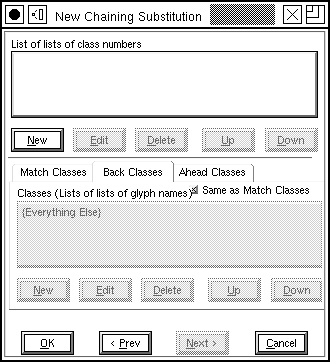 New Chaining Substitution
List of lists of class numbers
New Edit Delete Up Down
Match Classes Back Classes Ahead Classes
Classes (Lists of lists of glyph names) Same as Match Classes
{Everything Else}
New Edit Delete Up Down
OK < Prev Next > Cancel